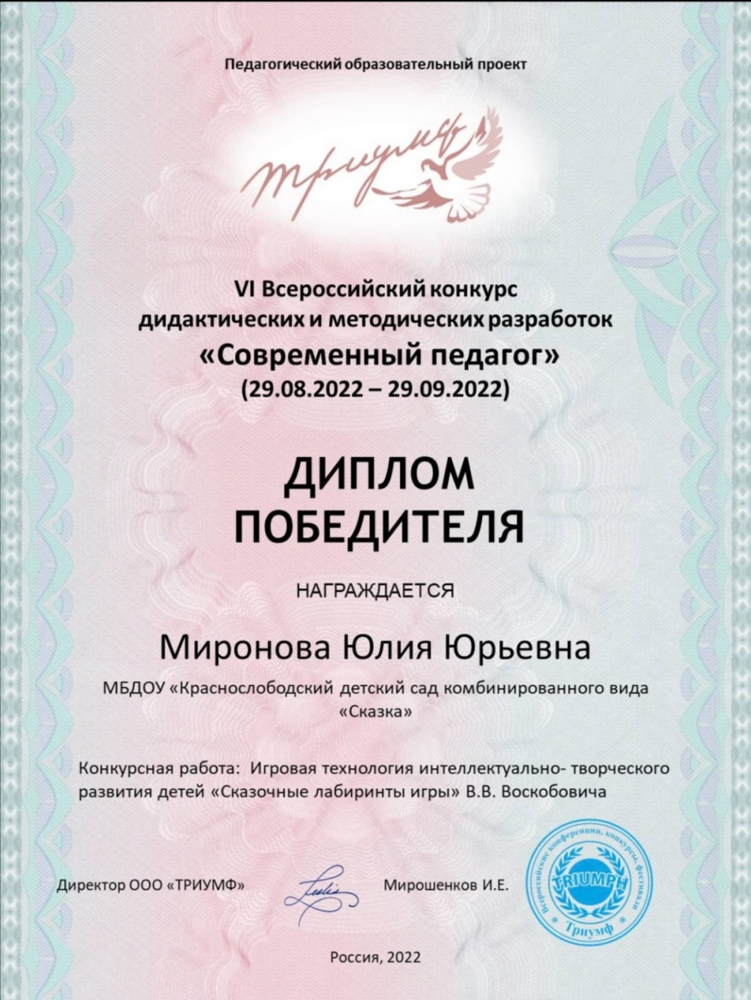 Педагогический образовательный проект
триумф
VI Всероссийский конкурс
дидактических и методических разработок
«Современный педагог»
(29.08.2022 – 29.09.2022)
ДИПЛОМ
ПОБЕДИТЕЛЯ
НАГРАЖДАЕТСЯ
Миронова Юлия Юрьевна
МБДОУ «Краснослободский детский сад комбинированного вида
«Сказка»
Конкурсная работа: Игровая технология интеллектуально- творческого
развития детей «Сказочные лабиринты игры» В.В. Воскобовича
Директор ООО «ТРИУМФ»
Мирошенков И.Е.
Всероссийские конференции, конкурсы, фестивали
TRIUMPH
* Триумф *
Россия, 2022